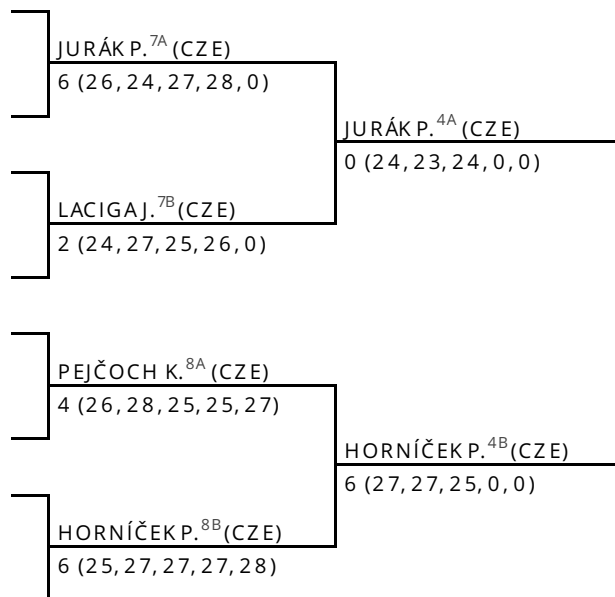 JURÁK P. 7A (CZE)
6 (26, 24, 27, 28, 0)
JURÁK P. 4A (CZE)
0 (24, 23, 24, 0, 0)
LACIGA J. 7B (CZE)
2 (24, 27, 25, 26, 0)
PEJČOCH K. 8A (CZE)
4 (26, 28, 25, 25, 27)
HORNÍČEK P. 4B (CZE)
6 (27, 27, 25, 0, 0)
HORNÍČEK P. 8B (CZE)
6 (25, 27, 27, 27, 28)